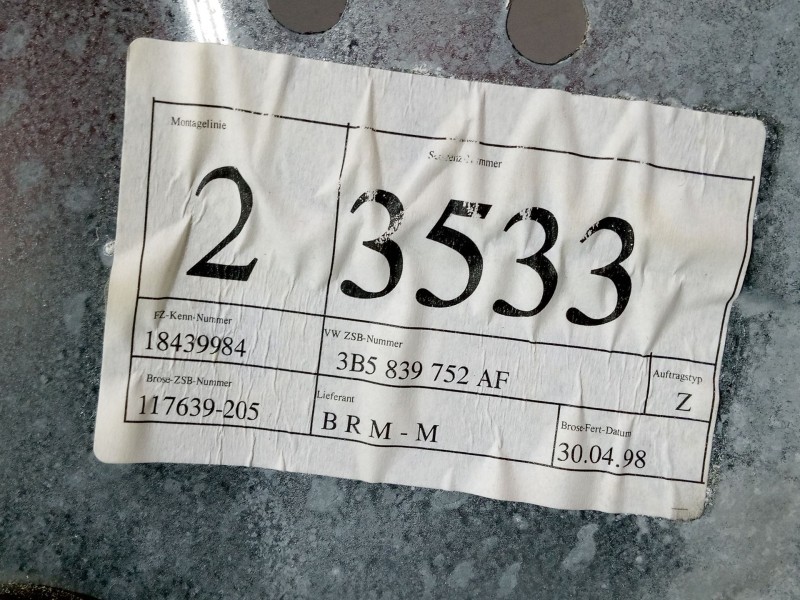 Montagelinie
2
3533
FZ-Kenn-Nummer
18439984
VW ZSB-Nummer
3B5 839 752 AF
Auftragstyp
Z
Brose-ZSB-Nummer
117639-205
Lieferant
BRM-M
Brose-Fert-Datum
30.04.98